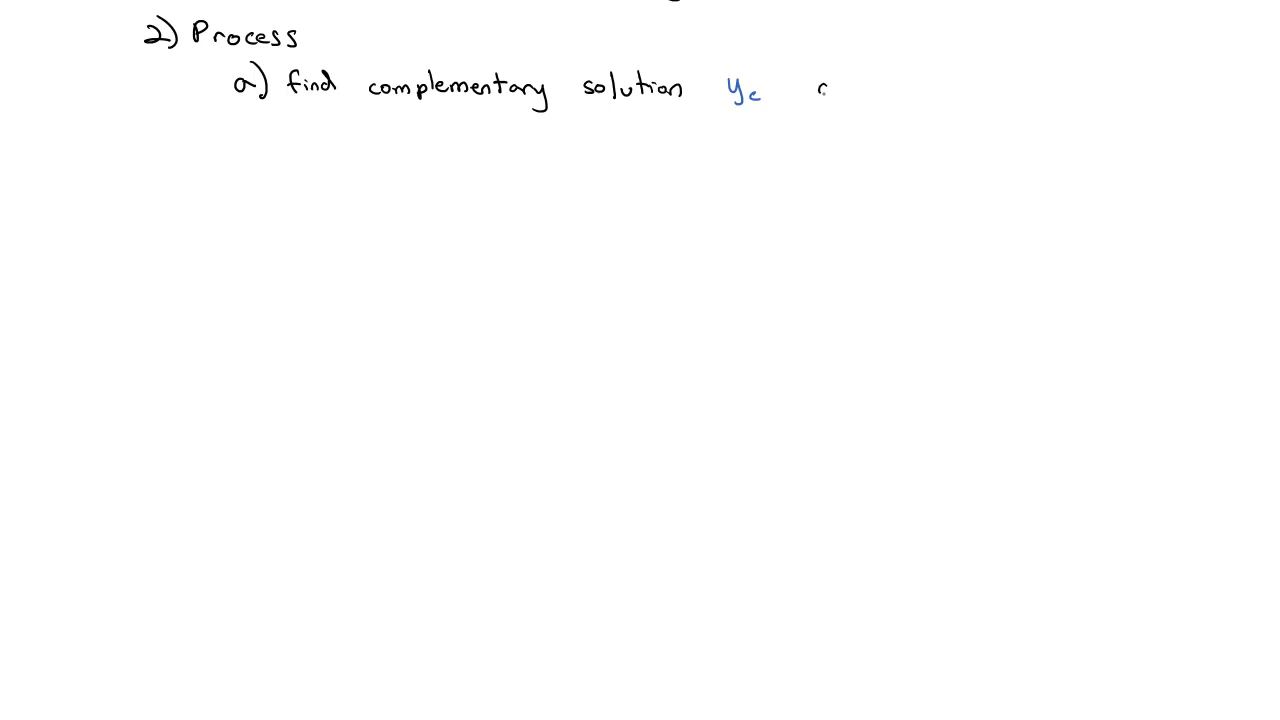 2) Process
a) find complementary solution yc